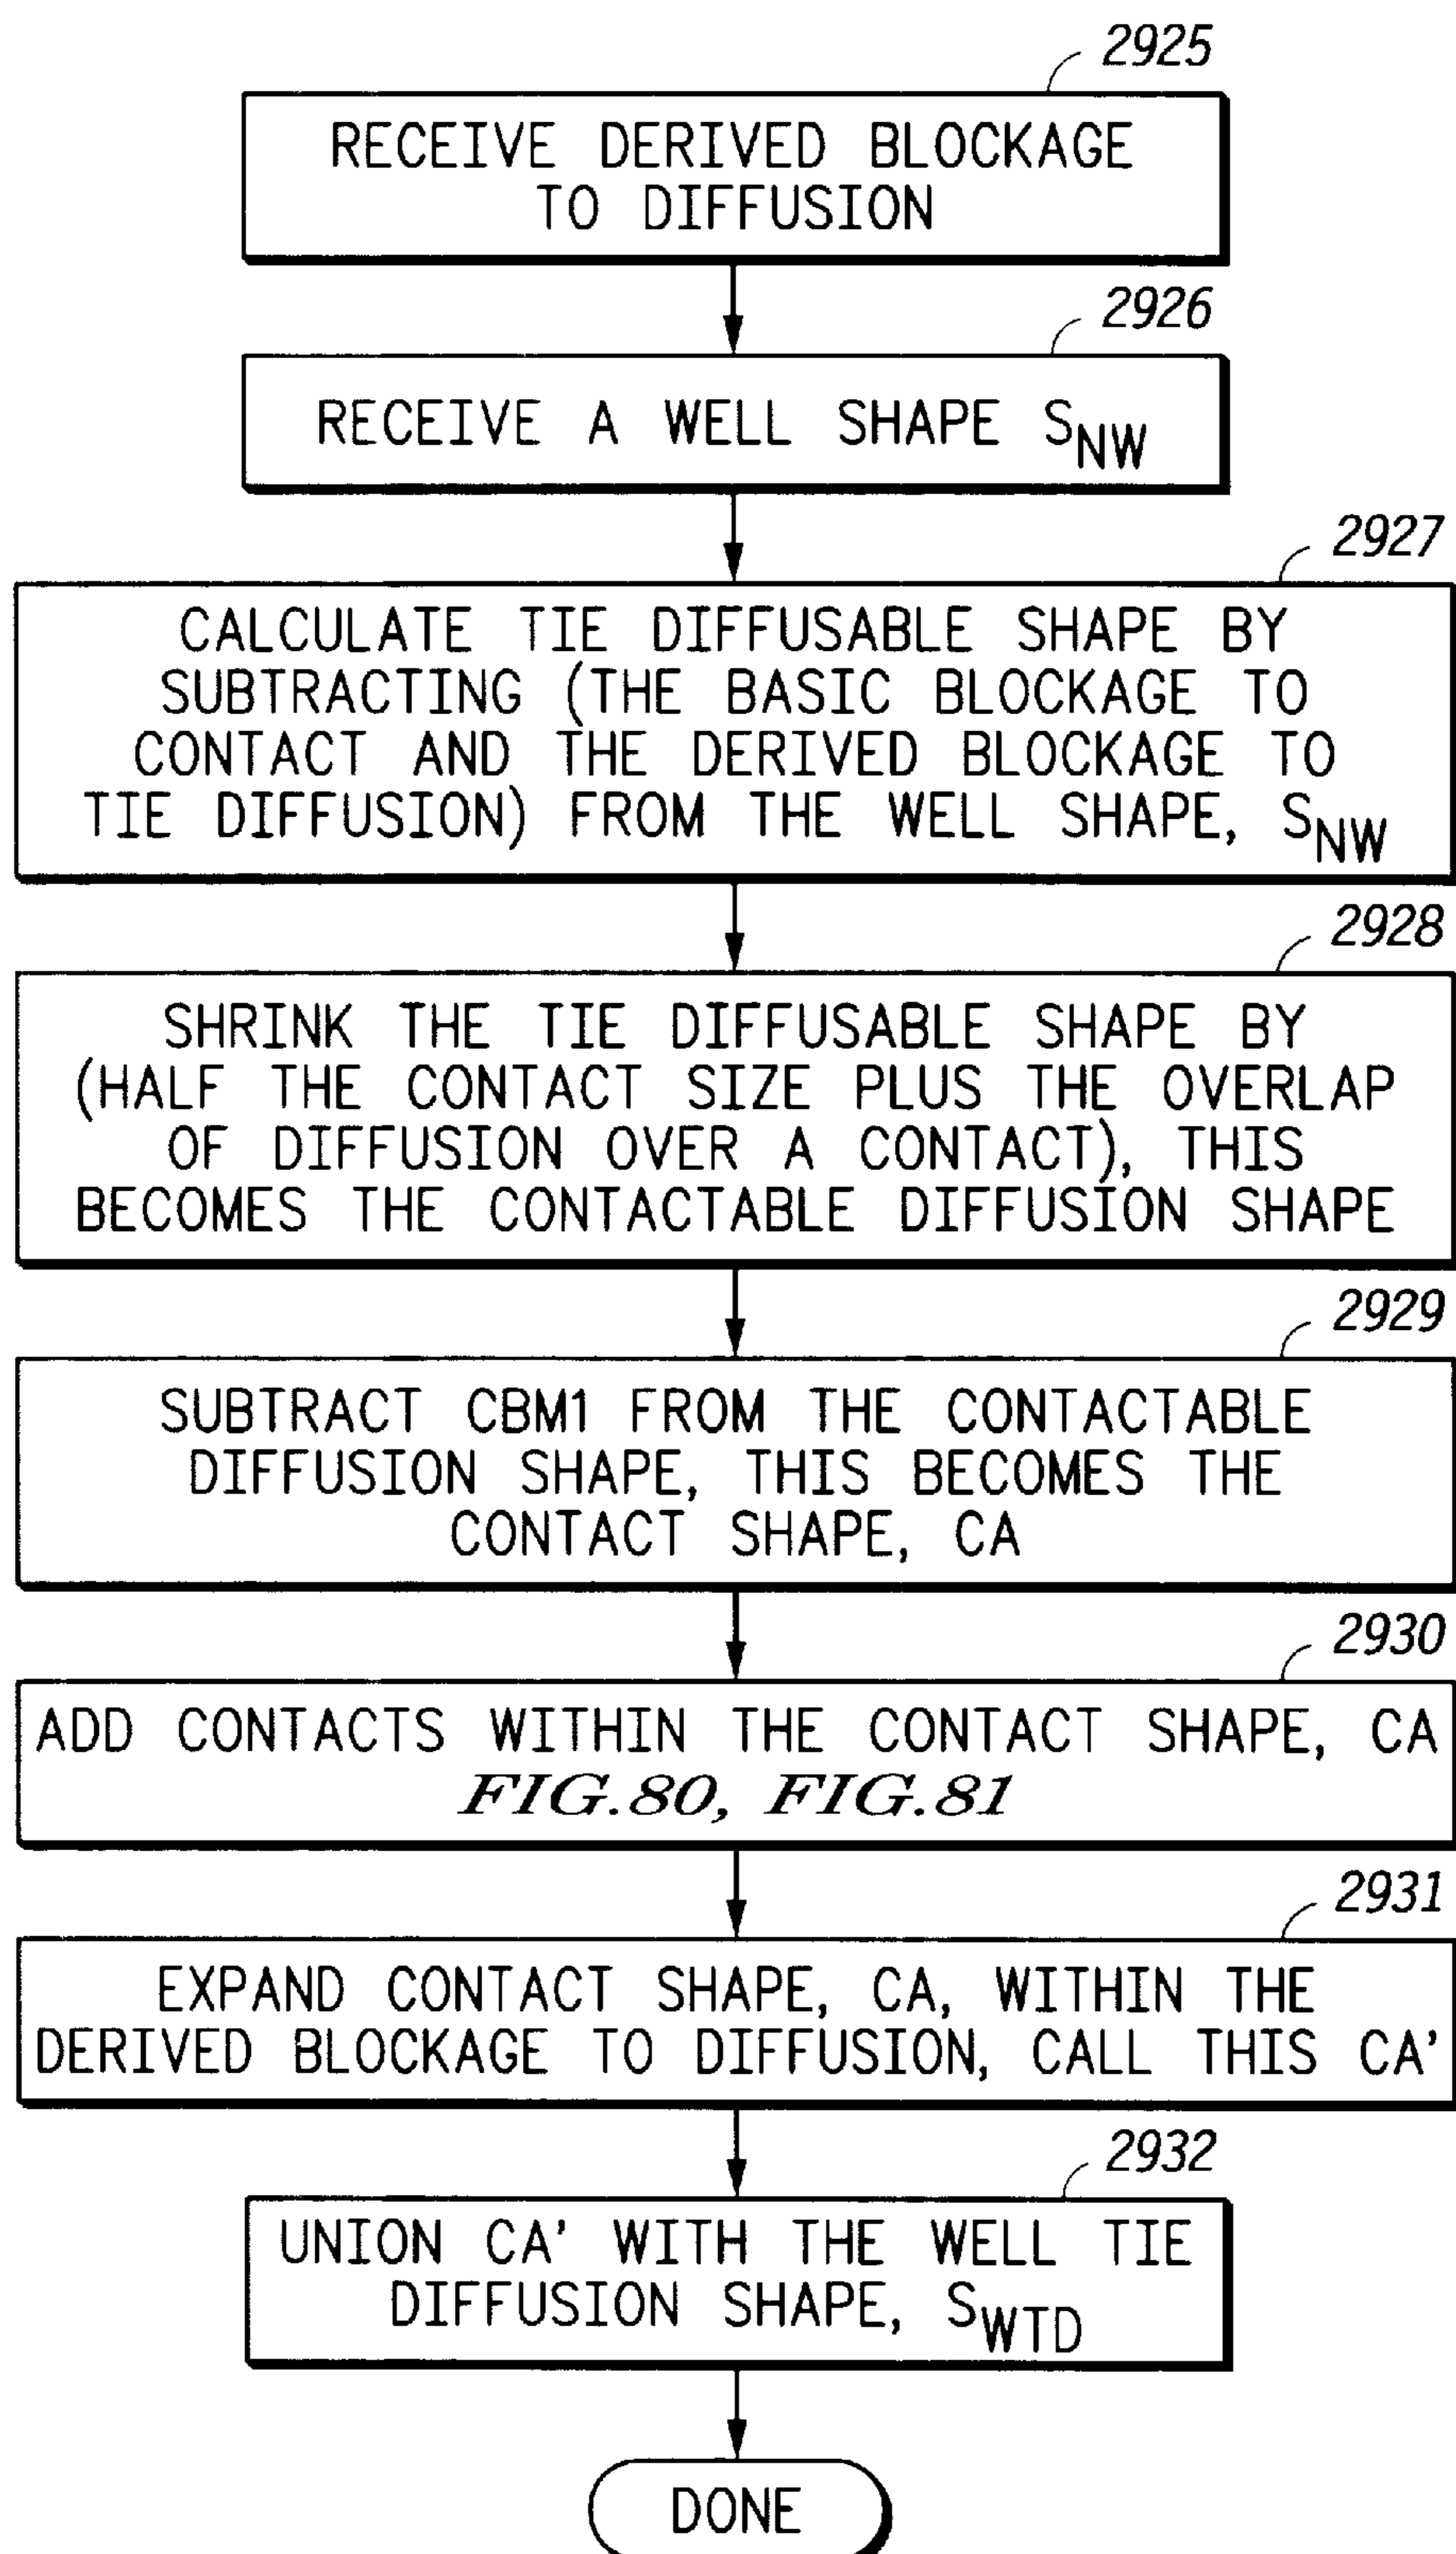 2925
RECEIVE DERIVED BLOCKAGE
TO DIFFUSION
2926
RECEIVE A WELL SHAPE SNW
2927
CALCULATE TIE DIFFUSABLE SHAPE BY
SUBTRACTING (THE BASIC BLOCKAGE TO
CONTACT AND THE DERIVED BLOCKAGE TO
TIE DIFFUSION) FROM THE WELL SHAPE, SNW
2928
SHRINK THE TIE DIFFUSABLE SHAPE BY
(HALF THE CONTACT SIZE PLUS THE OVERLAP
OF DIFFUSION OVER A CONTACT), THIS
BECOMES THE CONTACTABLE DIFFUSION SHAPE
2929
SUBTRACT CBM1 FROM THE CONTACTABLE
DIFFUSION SHAPE, THIS BECOMES THE
CONTACT SHAPE, CA
2930
ADD CONTACTS WITHIN THE CONTACT SHAPE, CA
FIG.80, FIG.81
2931
EXPAND CONTACT SHAPE, CA, WITHIN THE
DERIVED BLOCKAGE TO DIFFUSION, CALL THIS CA'
2932
UNION CA' WITH THE WELL TIE
DIFFUSION SHAPE, SWTD
DONE